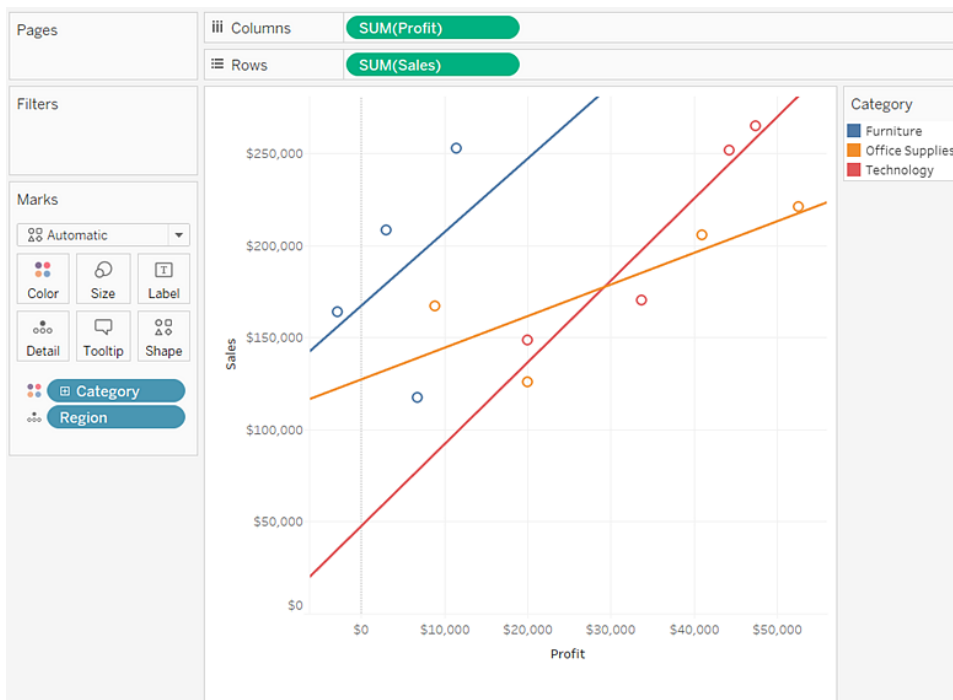 Pages
Columns SUM(Profit)
Rows SUM(Sales)
Filters
Marks
Automatic
Color Size Label
Detail Tooltip Shape
Category
Region
Sales
$250,000
$200,000
$150,000
$100,000
$50,000
$0
$0 $10,000 $20,000 $30,000 $40,000 $50,000
Profit
Category
Furniture
Office Supplies
Technology